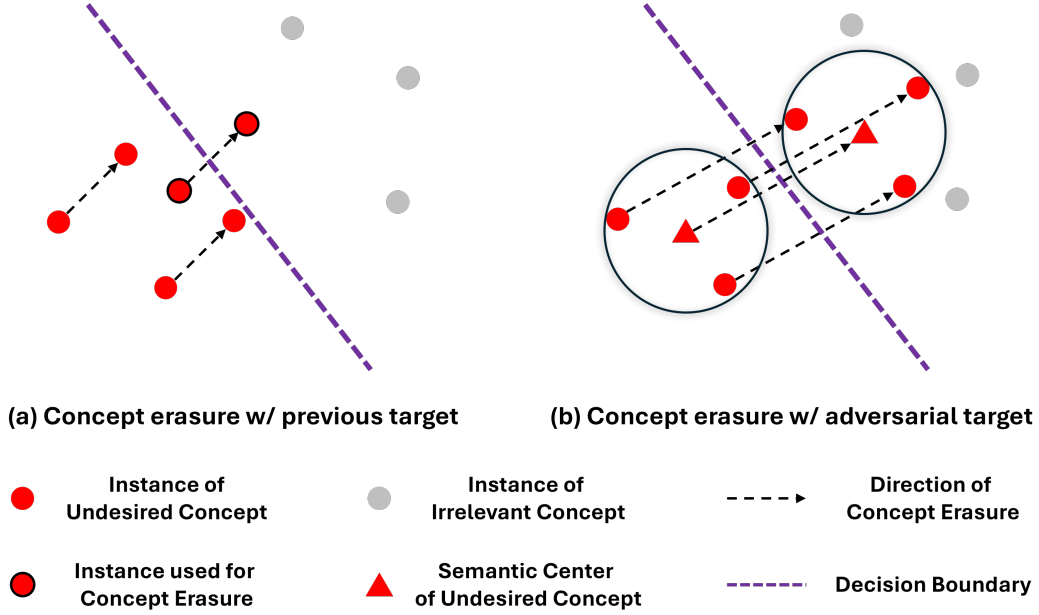 (a) Concept erasure w/ previous target
(b) Concept erasure w/ adversarial target
Instance of
Undesired Concept
Instance of
Irrelevant Concept
Direction of
Concept Erasure
Instance used for
Concept Erasure
Semantic Center
of Undesired Concept
Decision Boundary